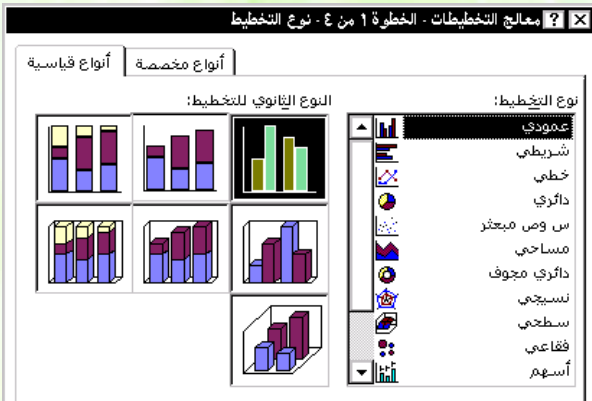 معالج التخطيطات - الخطوة ١ من ٤ - نوع التخطيط
أنواع قياسية
أنواع مخصصة
نوع التخطيط:
عمودي
شريطي
خطي
دائري
س وص مبعثر
مساحي
دائري مجوف
نسيجي
سطحي
فقاعي
أسهم
النوع الثانوي للتخطيط: